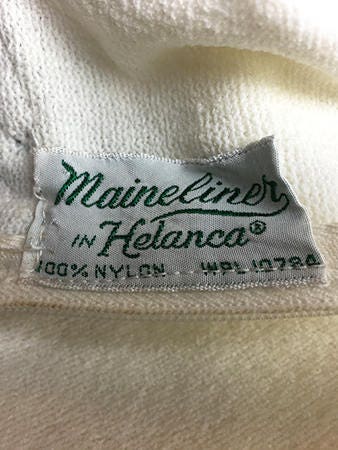 Maineliner
IN Helanca®
100% NYLON WPL 10784